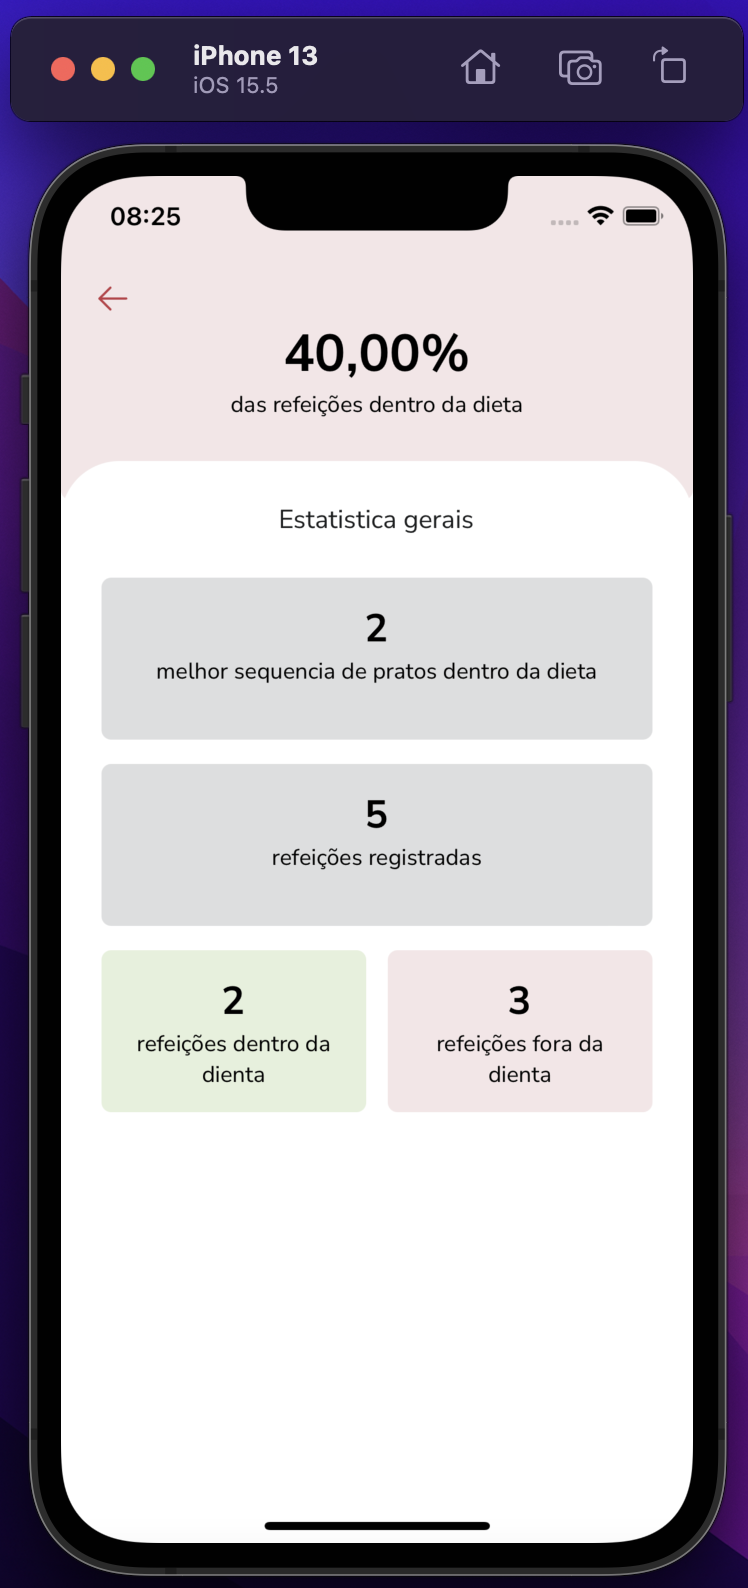 iPhone 13
iOS 15.5
08:25
40,00%
das refeições dentro da dieta
Estatistica gerais
2
melhor sequencia de pratos dentro da dieta
5
refeições registradas
2
refeições dentro da
dienta
3
refeições fora da
dienta